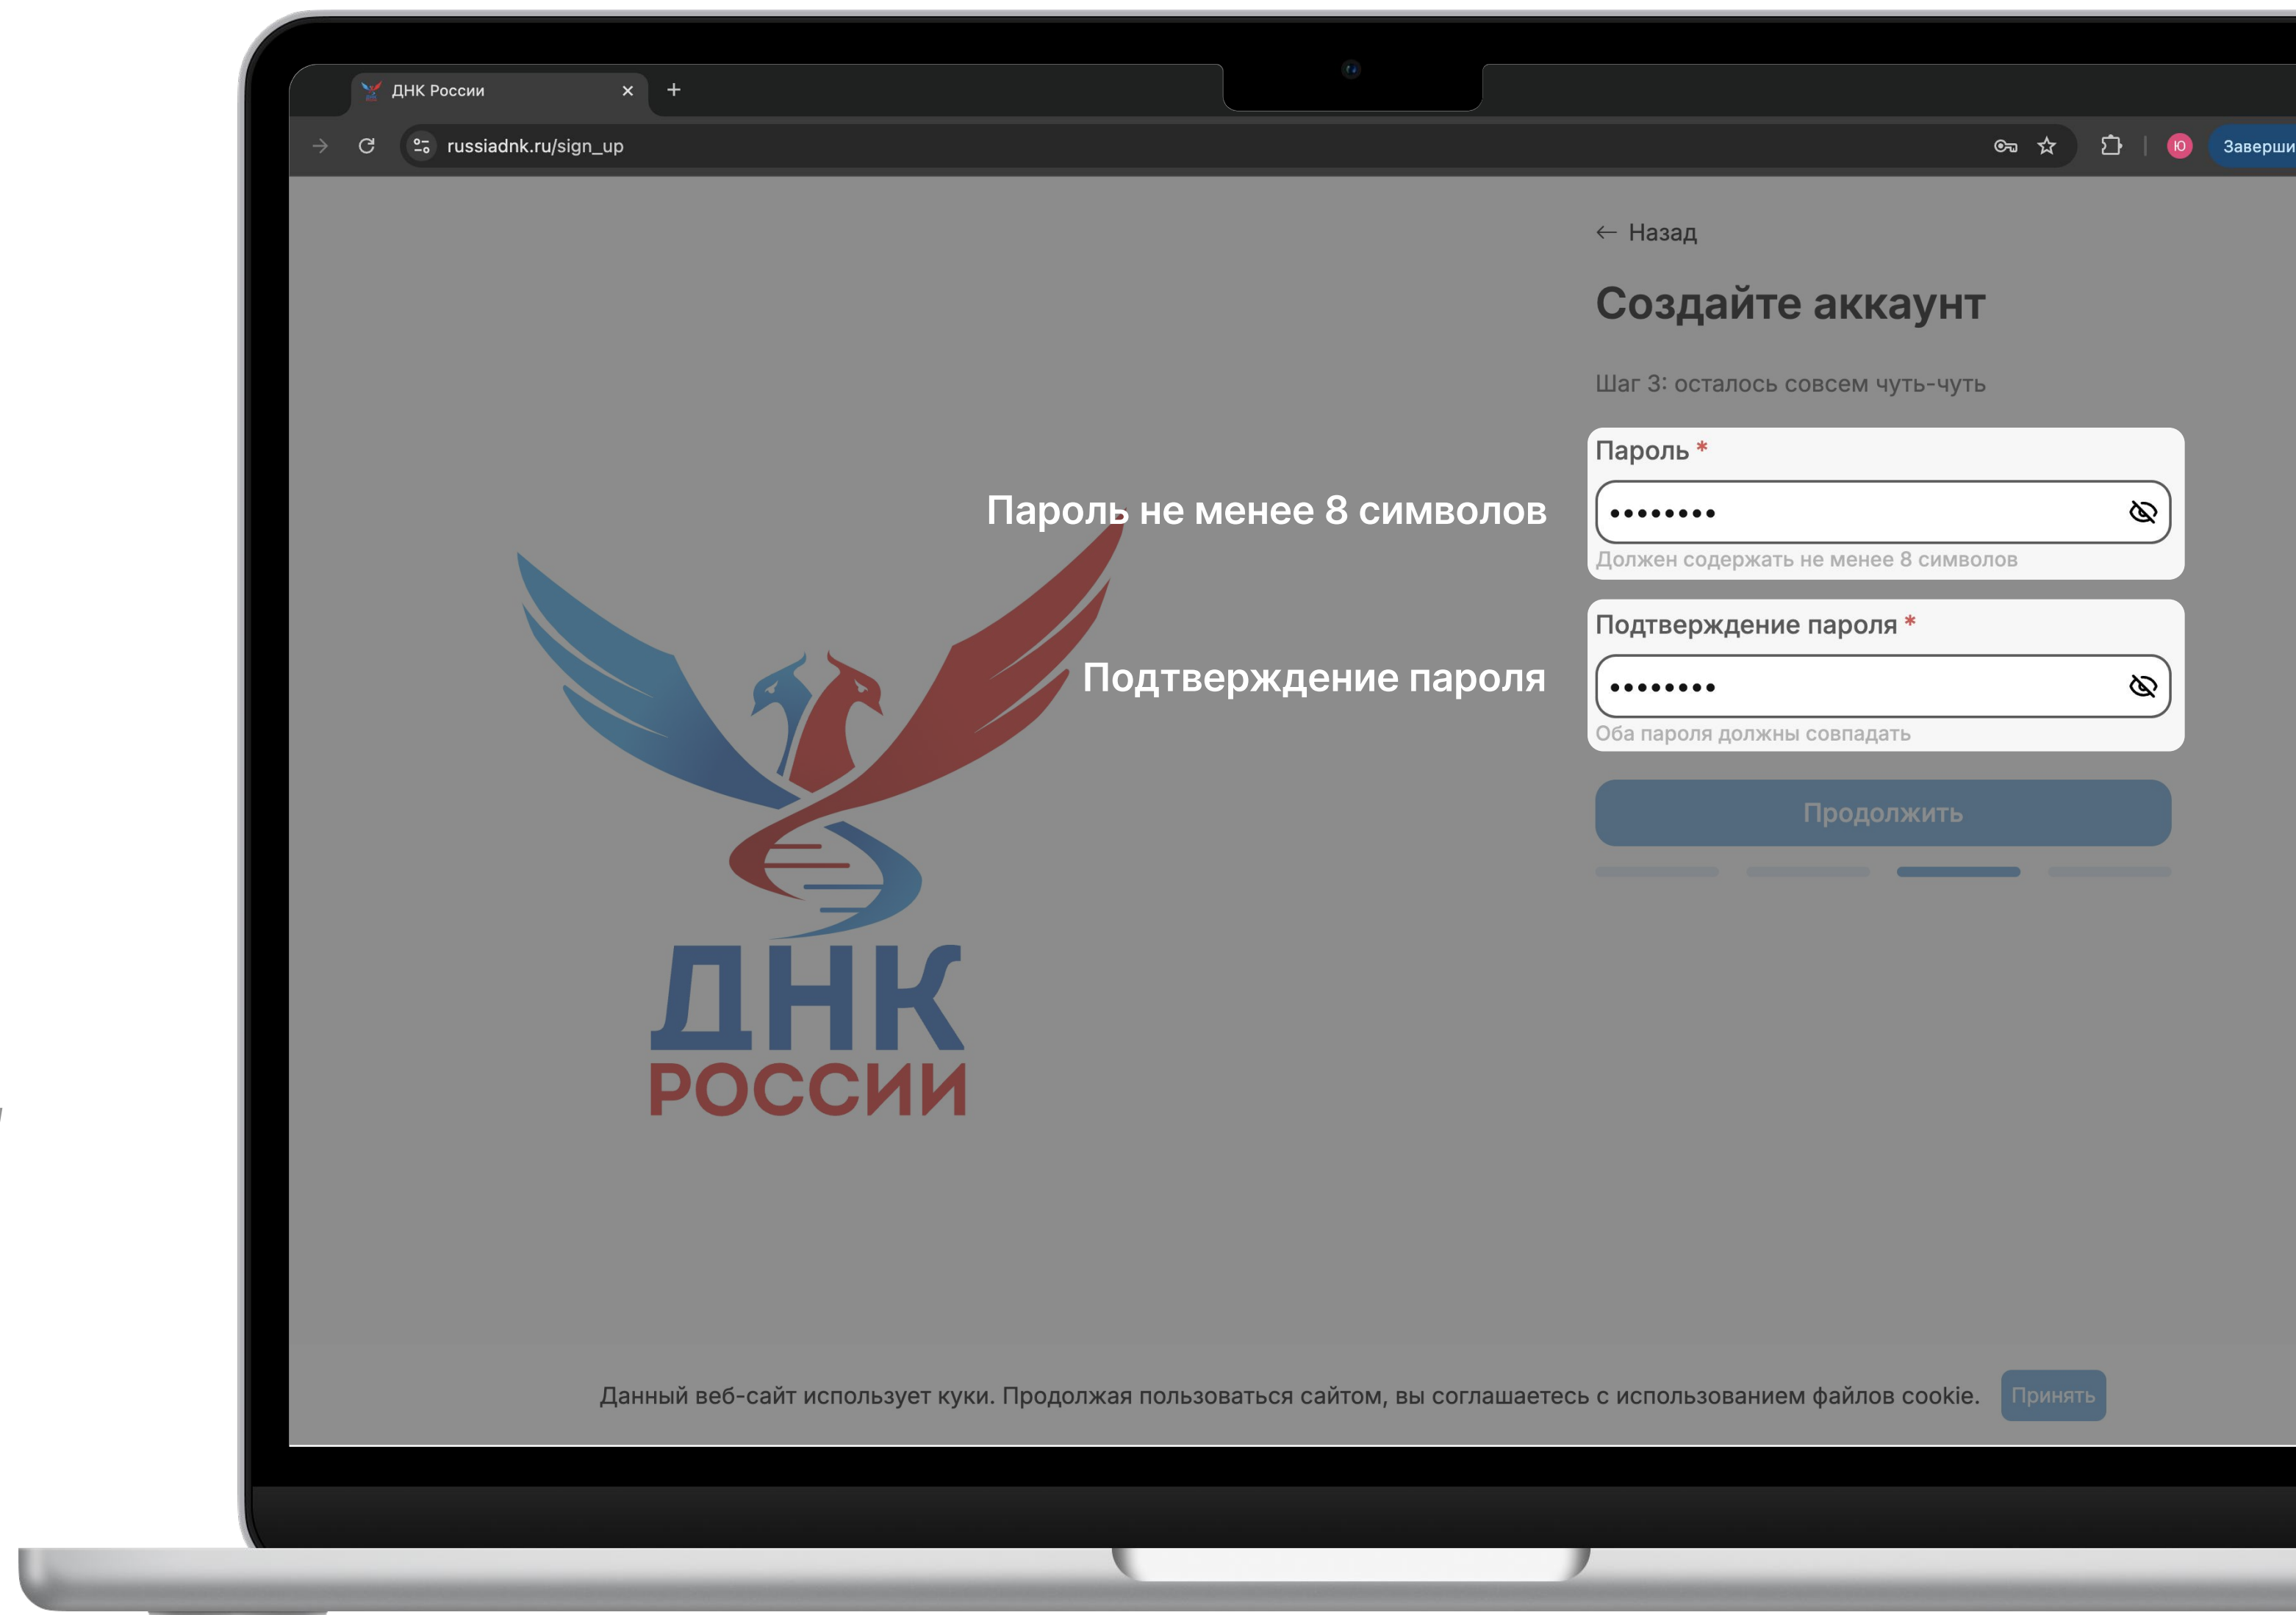 ДНК России
russiadnk.ru/sign_up
Ю
Заверши
Назад
Создайте аккаунт
Шаг 3: осталось совсем чуть-чуть
Пароль *
Пароль не менее 8 символов
••••••••
Должен содержать не менее 8 символов
Подтверждение пароля *
Подтверждение пароля
••••••••
Оба пароля должны совпадать
Продолжить
ДНК
РОССИИ
Данный веб-сайт использует куки. Продолжая пользоваться сайтом, вы соглашаетесь с использованием файлов cookie.
Принять